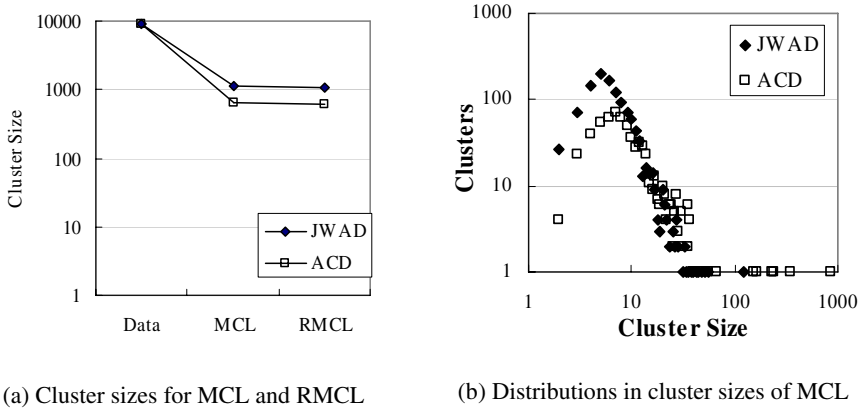 10000
1000
100
10
1
Cluster Size
Data
MCL
RMCL
JWAD
ACD
(a) Cluster sizes for MCL and RMCL
1000
100
10
1
Clusters
1
10
100
1000
Cluster Size
JWAD
ACD
(b) Distributions in cluster sizes of MCL